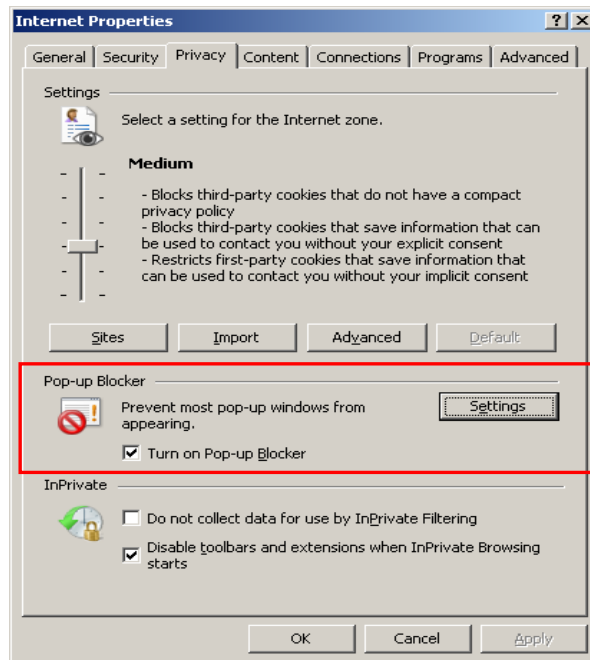 Internet Properties
General Security Privacy Content Connections Programs Advanced
Settings
Select a setting for the Internet zone.
Medium
- Blocks third-party cookies that do not have a compact
privacy policy
- Blocks third-party cookies that save information that can
be used to contact you without your explicit consent
- Restricts first-party cookies that save information that
can be used to contact you without your implicit consent
Sites Import Advanced Default
Pop-up Blocker
Prevent most pop-up windows from
appearing.
Settings
Turn on Pop-up Blocker
InPrivate
Do not collect data for use by InPrivate Filtering
Disable toolbars and extensions when InPrivate Browsing
starts
OK Cancel Apply